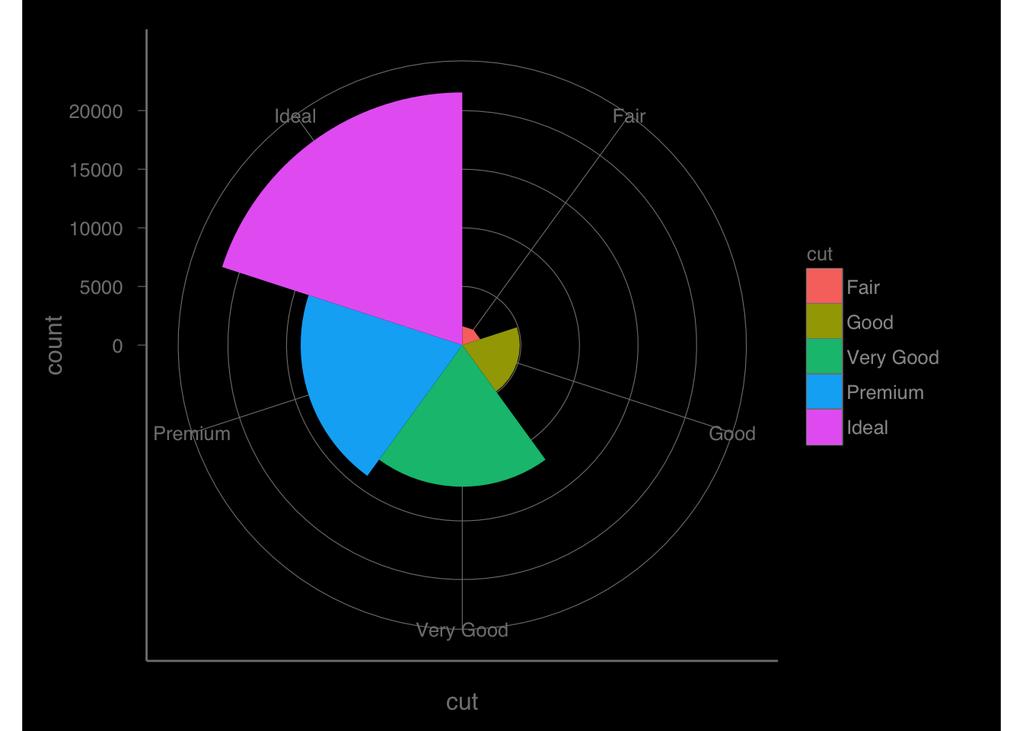 20000
15000
10000
5000
0
count
Ideal
Fair
Premium
Good
Very Good
cut
cut
Fair
Good
Very Good
Premium
Ideal